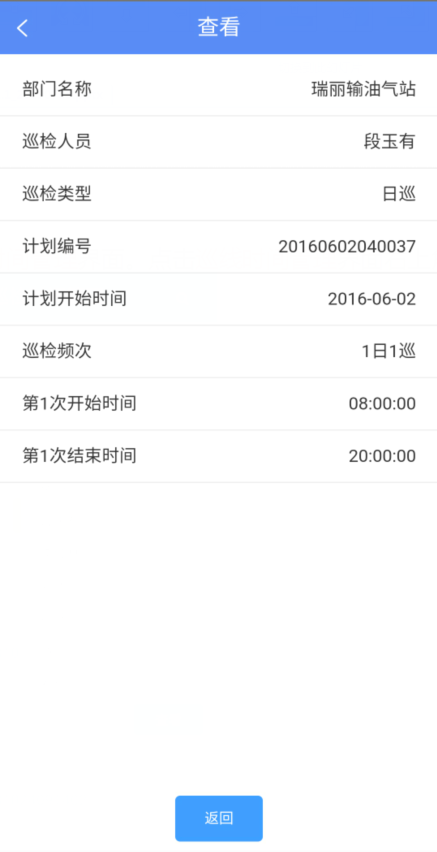 查看
部门名称 瑞丽输油气站
巡检人员 段玉有
巡检类型 日巡
计划编号 20160602040037
计划开始时间 2016-06-02
巡检频次 1日1巡
第1次开始时间 08:00:00
第1次结束时间 20:00:00
返回